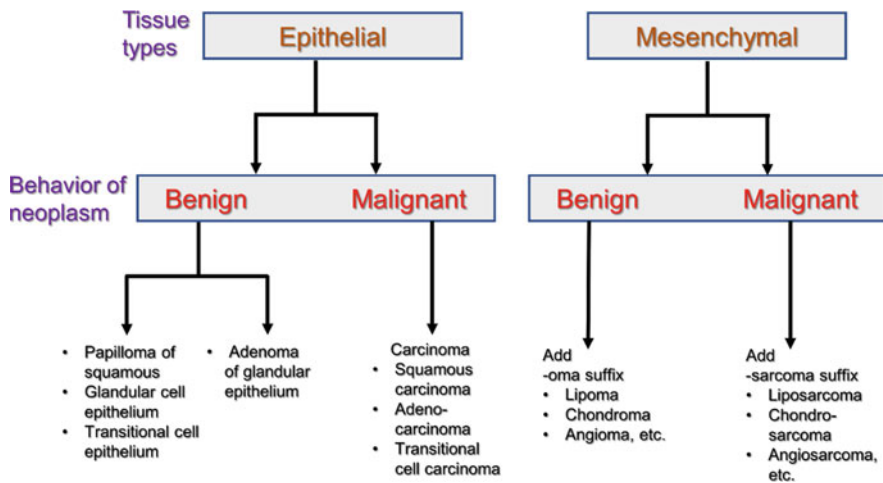 Tissue
types
Epithelial
Mesenchymal
Behavior of
neoplasm
Benign
Malignant
Benign
Malignant
• Papilloma of
squamous
• Glandular cell
epithelium
• Transitional cell
epithelium
• Adenoma
of glandular
epithelium
Carcinoma
• Squamous
carcinoma
• Adeno-
carcinoma
• Transitional
cell carcinoma
Add
-oma suffix
• Lipoma
• Chondroma
• Angioma, etc.
Add
-sarcoma suffix
• Liposarcoma
• Chondro-
sarcoma
• Angiosarcoma,
etc.